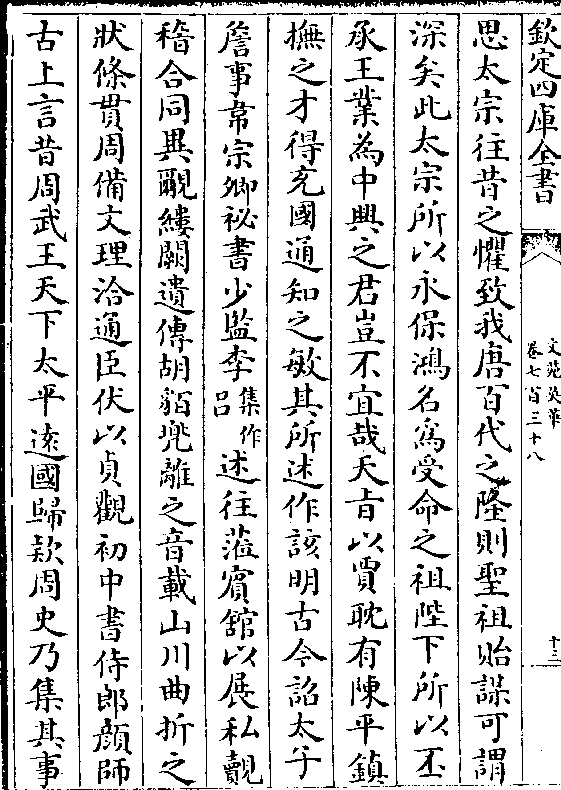 欽定四庫全書
文苑英華
卷七百三十八
十三
思太宗往昔之懼致我唐百代之隆則聖祖貽謀可謂
深矣此太宗所以永保鴻名爲受命之祖陛下所以丕
承王業為中興之君豈不宜哉天旨以賈耽有陳平鎮
撫之才得充國通知之敏其所述作該明古今詔太子
詹事韋宗卿祕書少監李集作吕述往蒞賓舘以展私覿
稽合同異覼縷闕遺傳胡貊兠離之音載山川曲折之
狀條貫周備文理洽通臣伏以貞觀初中書侍郎顔師
古上言昔周武王天下太平逺國歸款周史乃集其事